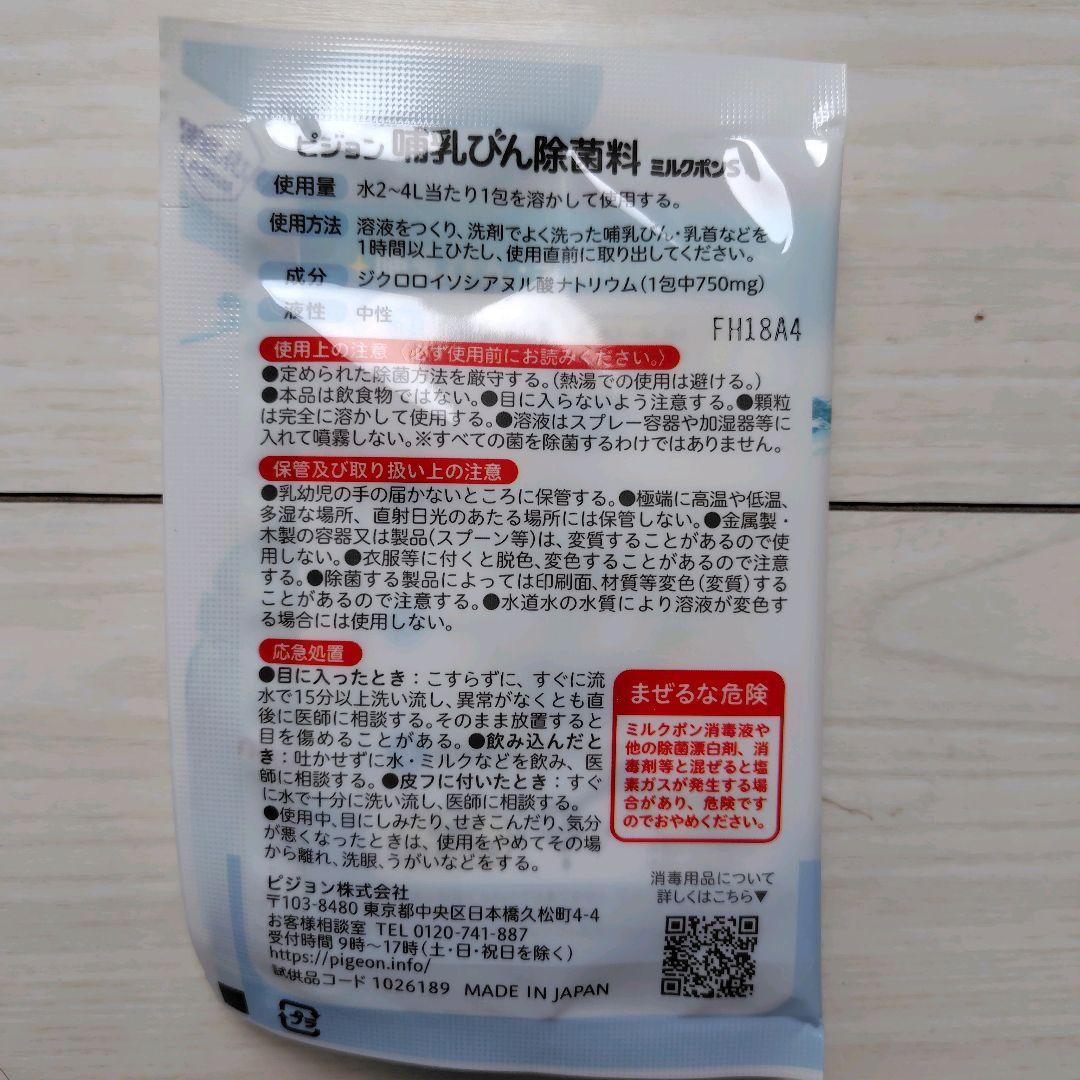 ピジョン 哺乳びん除菌料 ミルクポンS
使用量 水2~4L当たり1包を溶かして使用する。
使用方法 溶液をつくり、洗剤でよく洗った哺乳びん・乳首などを
1時間以上ひたし、使用直前に取り出してください。
成分 ジクロロイソシアヌル酸ナトリウム(1包中750mg)
液性 中性
FH18A4
使用上の注意〈必ず使用前にお読みください。〉
●定められた除菌方法を厳守する。(熱湯での使用は避ける。)
●本品は飲食物ではない。●目に入らないよう注意する。●顆粒
は完全に溶かして使用する。●溶液はスプレー容器や加湿器等に
入れて噴霧しない。※すべての菌を除菌するわけではありません。
保管及び取り扱い上の注意
●乳幼児の手の届かないところに保管する。●極端に高温や低温、
多湿な場所、直射日光のあたる場所には保管しない。●金属製・
木製の容器又は製品(スプーン等)は、変質することがあるので使
用しない。●衣服等に付くと脱色、変色することがあるので注意
する。●除菌する製品によっては印刷面、材質等変色(変質)する
ことがあるので注意する。●水道水の水質により溶液が変色す
る場合には使用しない。
応急処置
●目に入ったとき：こすらずに、すぐに流
水で15分以上洗い流し、異常がなくとも直
後に医師に相談する。そのまま放置すると
目を傷めることがある。●飲み込んだと
き：吐かせずに水・ミルクなどを飲み、医
師に相談する。●皮フに付いたとき：すぐ
に水で十分に洗い流し、医師に相談する。
●使用中、目にしみたり、せきこんだり、気分
が悪くなったときは、使用をやめてその場
から離れ、洗眼、うがいなどをする。
まぜるな危険
ミルクポン消毒液や
他の除菌漂白剤、消
毒剤等と混ぜると塩
素ガスが発生する場
合があり、危険です
のでおやめください。
ピジョン株式会社
〒103-8480 東京都中央区日本橋久松町4-4
お客様相談室 TEL 0120-741-887
受付時間 9時～17時(土・日・祝日を除く)
https://pigeon.info/
試供品コード 1026189 MADE IN JAPAN
消毒用品について
詳しくはこちら▼
プラ